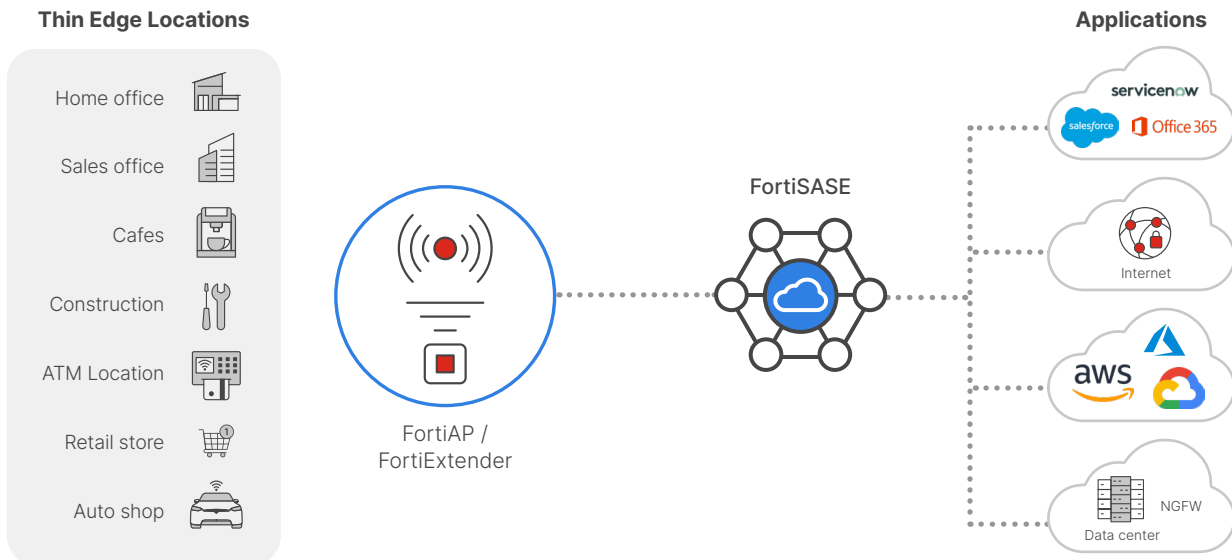 Thin Edge Locations
Home office
Sales office
Cafes
Construction
ATM Location
Retail store
1
Auto shop
FortiAP /
FortiExtender
FortiSASE
Applications
servicenow
salesforce
Office 365
Internet
aws
NGFW
Data center